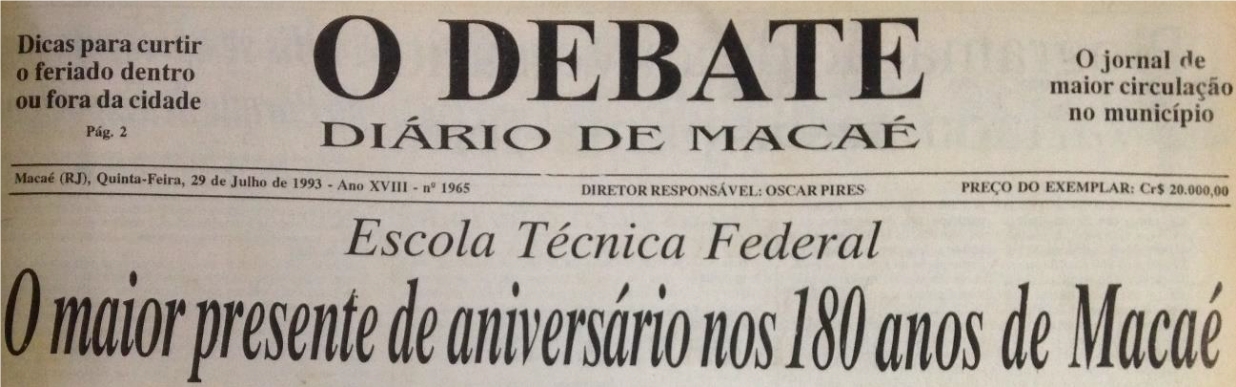 Dicas para curtir
o feriado dentro
ou fora da cidade
Pág. 2
O DEBATE
DIÁRIO DE MACAÉ
O jornal de
maior circulação
no município
Macaé (RJ), Quinta-Feira, 29 de Julho de 1993 - Ano XVIII - nº 1965
DIRETOR RESPONSÁVEL: OSCAR PIRES
PREÇO DO EXEMPLAR: Cr$ 20.000,00
Escola Técnica Federal
O maior presente de aniversário nos 180 anos de Macaé